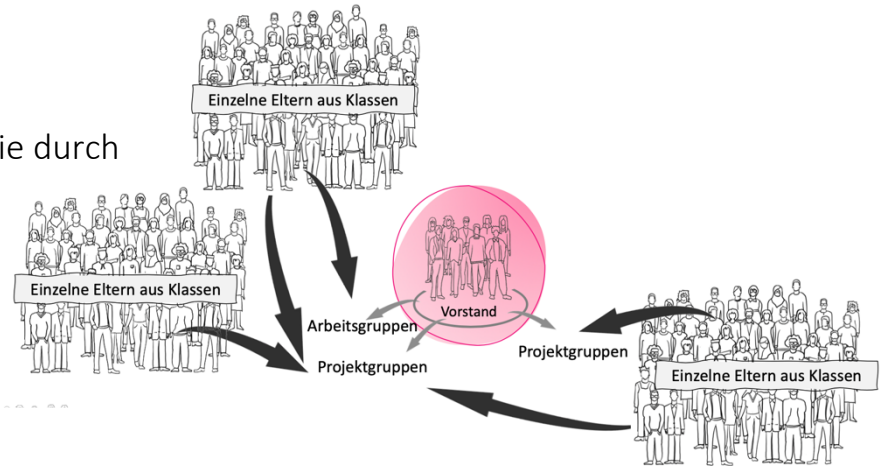 Einzelne Eltern aus Klassen
ie durch
Einzelne Eltern aus Klassen
Vorstand
Arbeitsgruppen
Projektgruppen
Projektgruppen
Einzelne Eltern aus Klassen